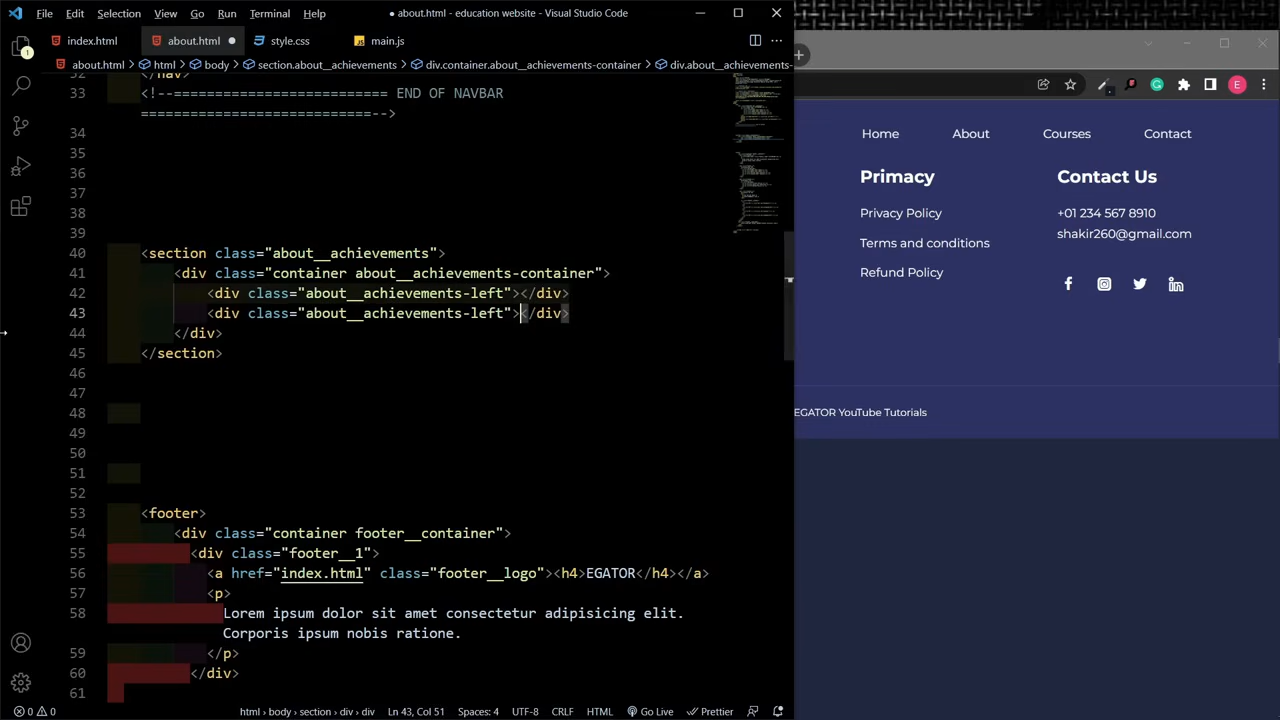 File Edit Selection View Go Run Terminal Help
● about.html - education website - Visual Studio Code
index.html about.html ● style.css main.js
about.html > html > body > section.about__achievements > div.container.about__achievements-container > div.about__achievements-
1
33 <!--========================== END OF NAVBAR
============================-->
34
35
36
37
38
39
40 <section class="about__achievements">
41 <div class="container about__achievements-container">
42 <div class="about__achievements-left"></div>
43 <div class="about__achievements-left"></div>
44 </div>
45 </section>
46
47
48
49
50
51
52
53 <footer>
54 <div class="container footer__container">
55 <div class="footer__1">
56 <a href="index.html" class="footer__logo"><h4>EGATOR</h4></a>
57 <p>
58 Lorem ipsum dolor sit amet consectetur adipisicing elit.
Corporis ipsum nobis ratione.
59 </p>
60 </div>
61
0 0 html > body > section > div > div Ln 43, Col 51 Spaces: 4 UTF-8 CRLF HTML Go Live Prettier
E
Home About Courses Contact
Primacy
Privacy Policy
Terms and conditions
Refund Policy
Contact Us
+01 234 567 8910
shakir260@gmail.com
EGATOR YouTube Tutorials